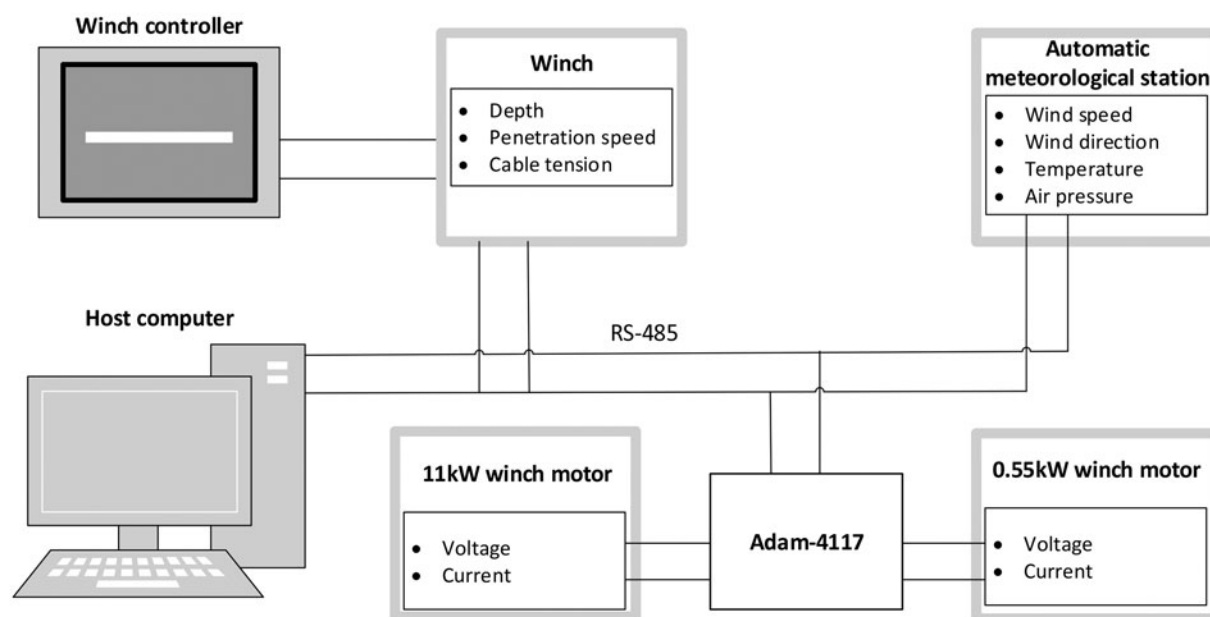 Winch controller
Winch
• Depth
• Penetration speed
• Cable tension
Automatic
meteorological station
• Wind speed
• Wind direction
• Temperature
• Air pressure
Host computer
RS-485
11kW winch motor
• Voltage
• Current
Adam-4117
0.55kW winch motor
• Voltage
• Current